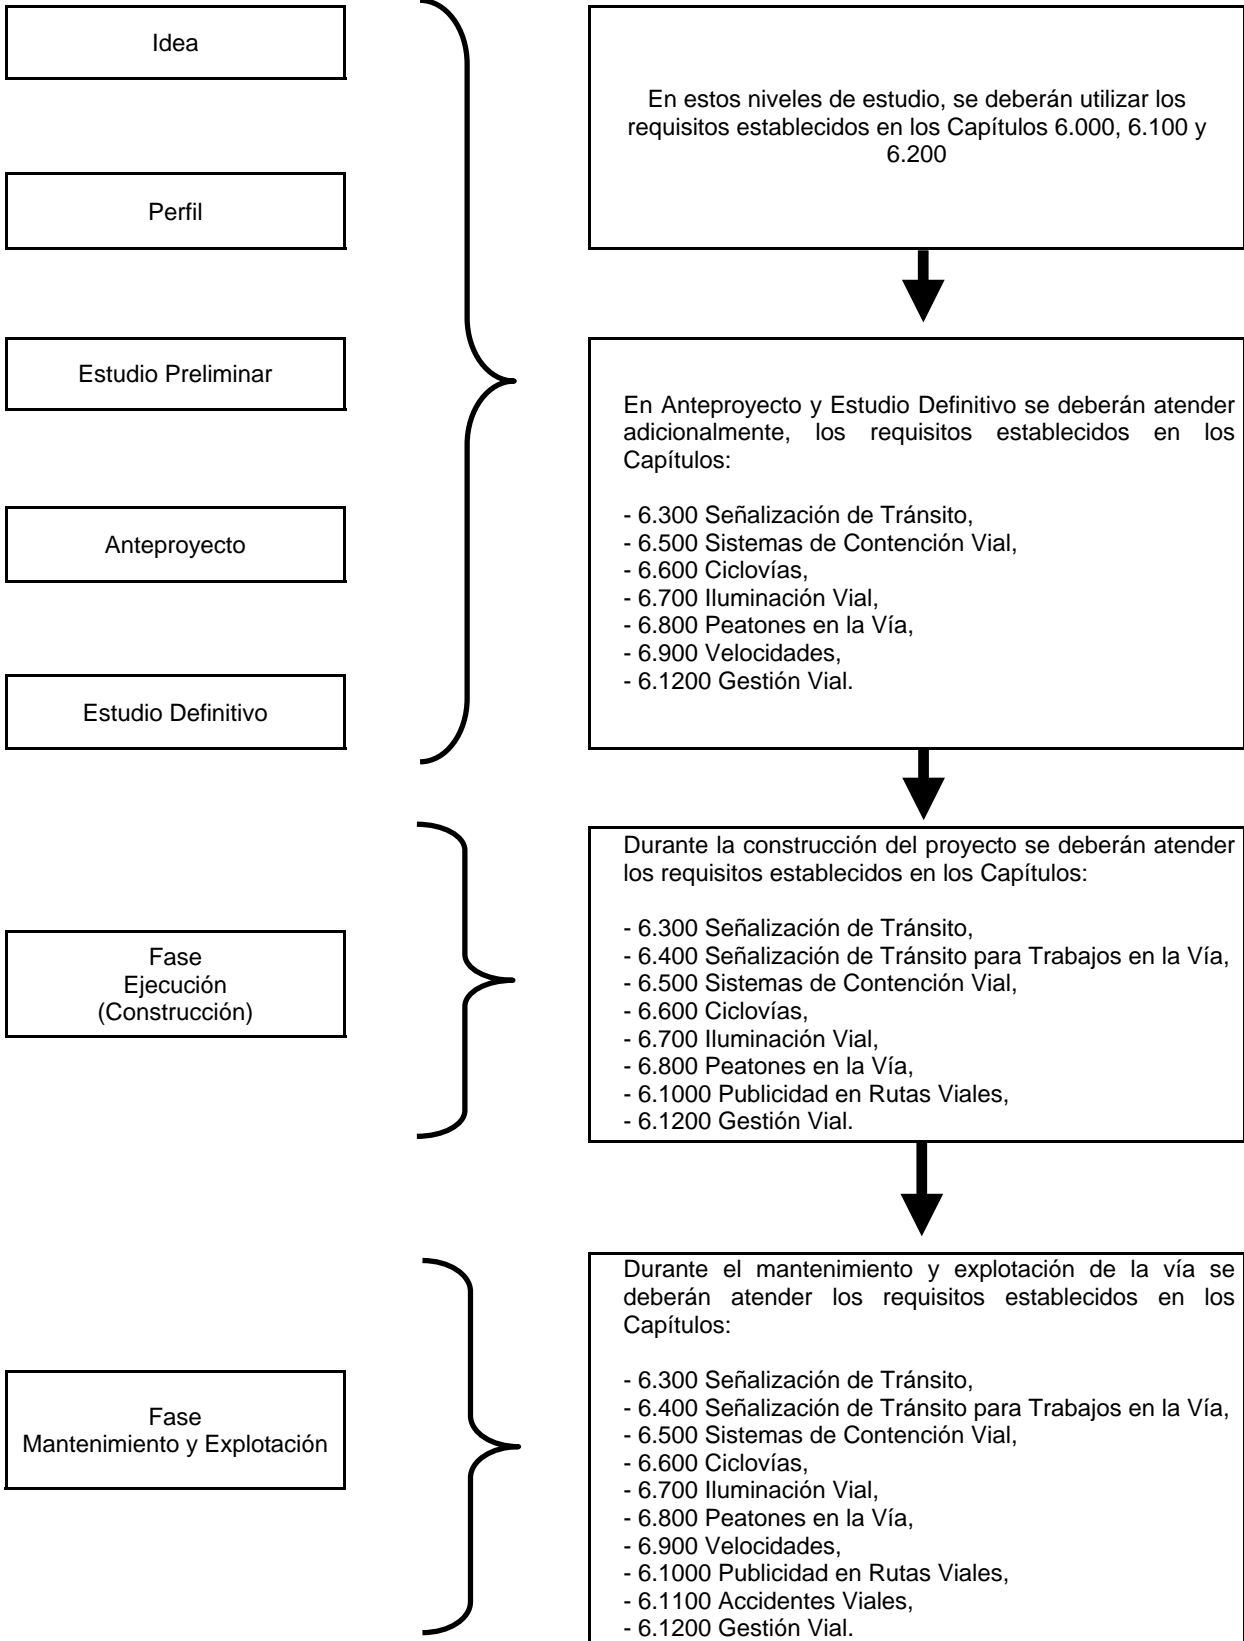 Idea
Perfil
Estudio Preliminar
Anteproyecto
Estudio Definitivo
En estos niveles de estudio, se deberán utilizar los
requisitos establecidos en los Capítulos 6.000, 6.100 y
6.200
En Anteproyecto y Estudio Definitivo se deberán atender
adicionalmente, los requisitos establecidos en los
Capítulos:
- 6.300 Señalización de Tránsito,
- 6.500 Sistemas de Contención Vial,
- 6.600 Ciclovías,
- 6.700 Iluminación Vial,
- 6.800 Peatones en la Vía,
- 6.900 Velocidades,
- 6.1200 Gestión Vial.
Fase
Ejecución
(Construcción)
Durante la construcción del proyecto se deberán atender
los requisitos establecidos en los Capítulos:
- 6.300 Señalización de Tránsito,
- 6.400 Señalización de Tránsito para Trabajos en la Vía,
- 6.500 Sistemas de Contención Vial,
- 6.600 Ciclovías,
- 6.700 Iluminación Vial,
- 6.800 Peatones en la Vía,
- 6.1000 Publicidad en Rutas Viales,
- 6.1200 Gestión Vial.
Fase
Mantenimiento y Explotación
Durante el mantenimiento y explotación de la vía se
deberán atender los requisitos establecidos en los
Capítulos:
- 6.300 Señalización de Tránsito,
- 6.400 Señalización de Tránsito para Trabajos en la Vía,
- 6.500 Sistemas de Contención Vial,
- 6.600 Ciclovías,
- 6.700 Iluminación Vial,
- 6.800 Peatones en la Vía,
- 6.900 Velocidades,
- 6.1000 Publicidad en Rutas Viales,
- 6.1100 Accidentes Viales,
- 6.1200 Gestión Vial.